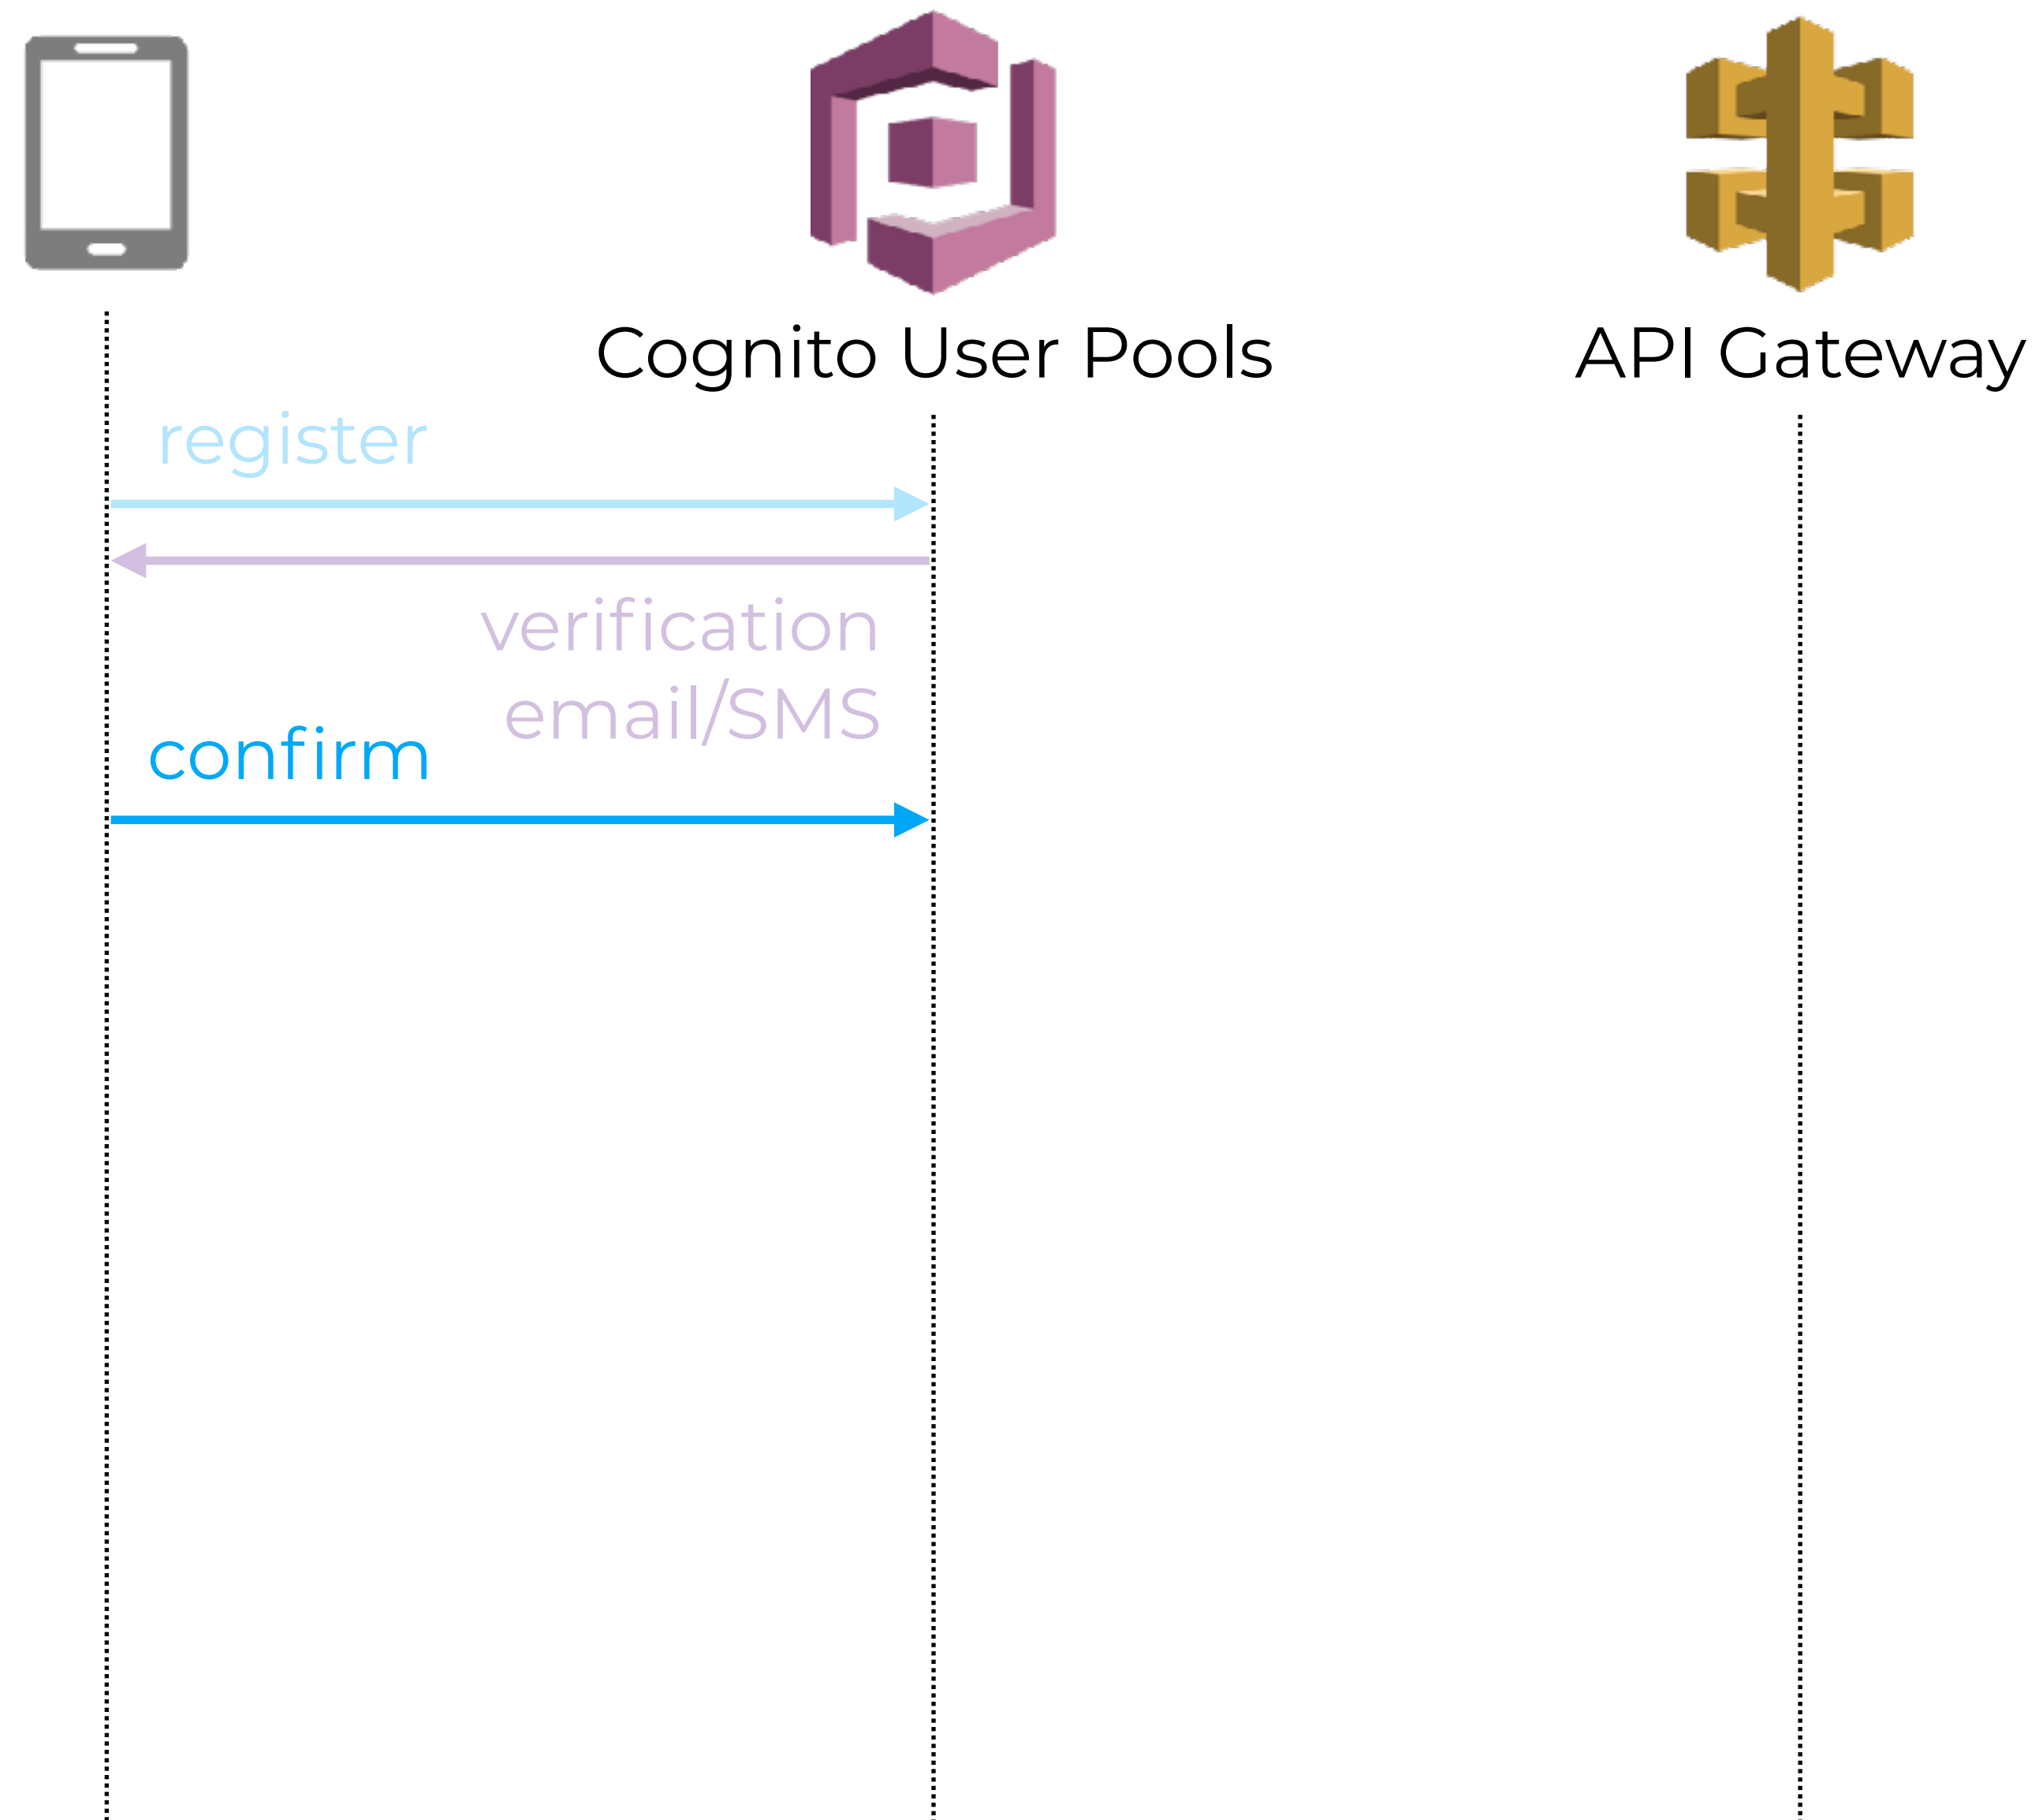 Cognito User Pools
API Gateway
register
verification
email/SMS
confirm